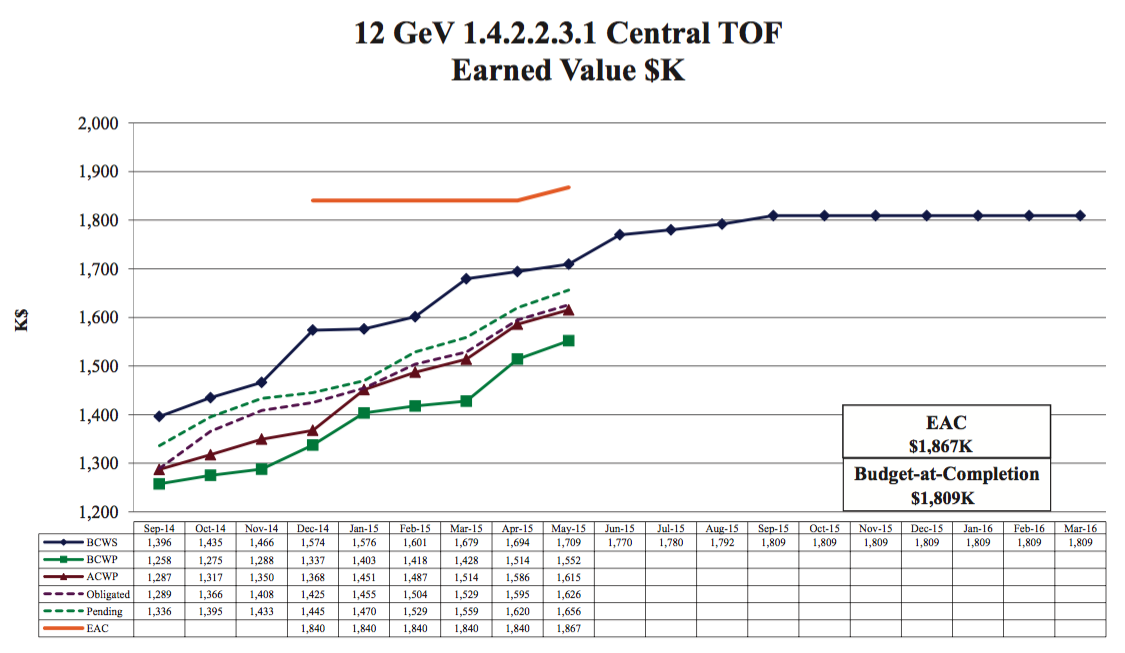 12 GeV 1.4.2.2.3.1 Central TOF
Earned Value $K
2,000
1,900
1,800
1,700
1,600
1,500
1,400
1,300
1,200
K$
EAC
$1,867K
Budget-at-Completion
$1,809K
Sep-14 Oct-14 Nov-14 Dec-14 Jan-15 Feb-15 Mar-15 Apr-15 May-15 Jun-15 Jul-15 Aug-15 Sep-15 Oct-15 Nov-15 Dec-15 Jan-16 Feb-16 Mar-16
BCWS 1,396 1,435 1,466 1,574 1,576 1,601 1,679 1,694 1,709 1,770 1,780 1,792 1,809 1,809 1,809 1,809 1,809 1,809 1,809
BCWP 1,258 1,275 1,288 1,337 1,403 1,418 1,428 1,514 1,552
ACWP 1,287 1,317 1,350 1,368 1,451 1,487 1,514 1,586 1,615
Obligated 1,289 1,366 1,408 1,425 1,455 1,504 1,529 1,595 1,626
Pending 1,336 1,395 1,433 1,445 1,470 1,529 1,559 1,620 1,656
EAC 1,840 1,840 1,840 1,840 1,840 1,867